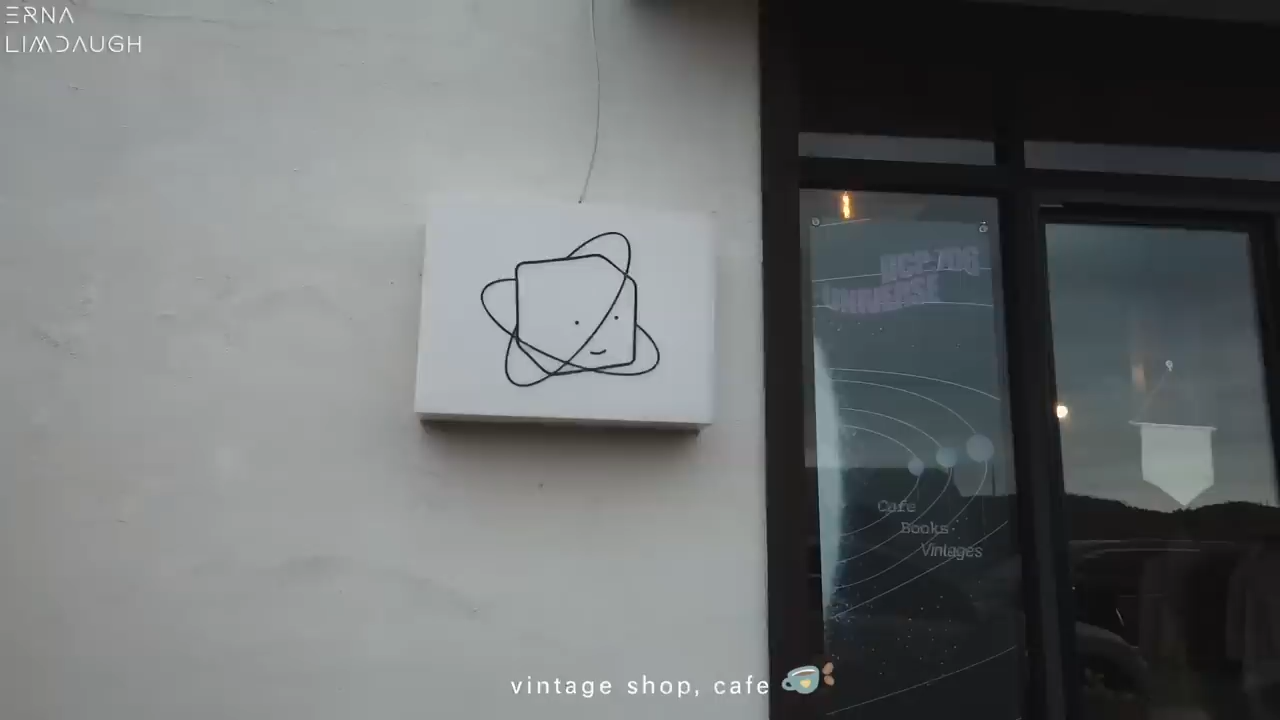 ERNA
LIMDAUGH
Cafe
Books
Vintages
vintage shop, cafe